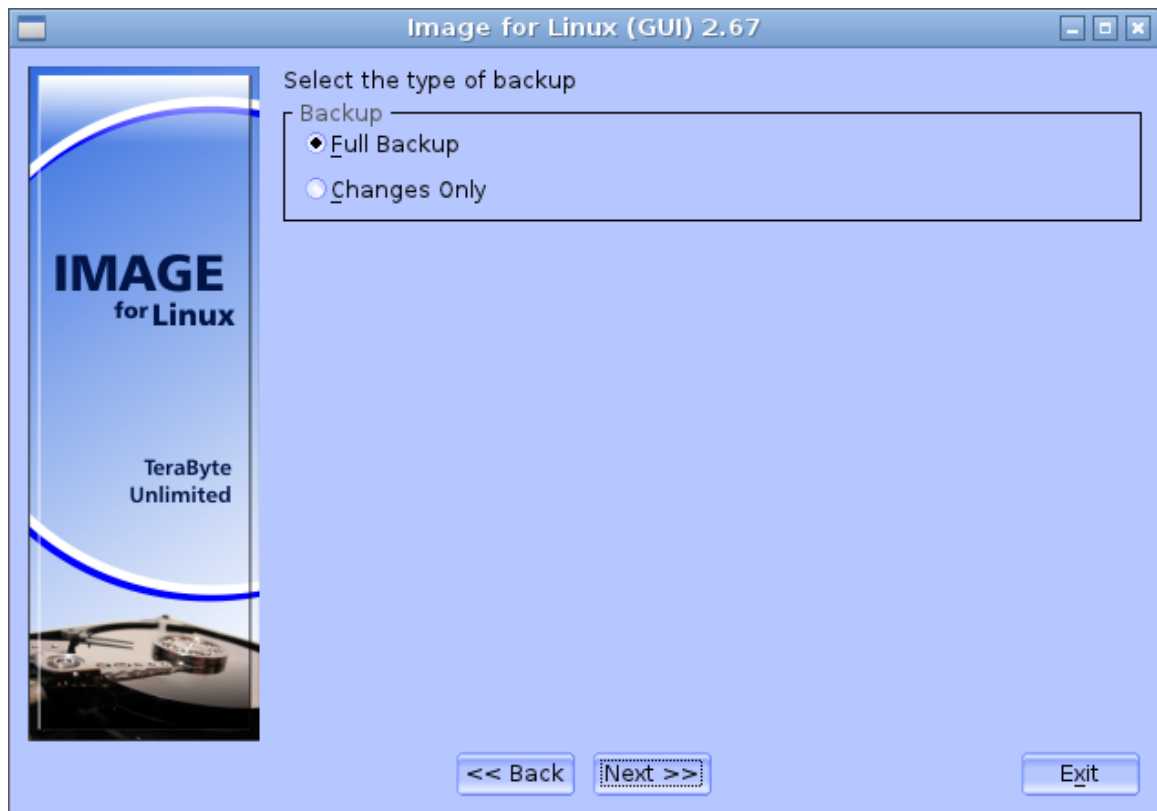 Image for Linux (GUI) 2.67
Select the type of backup
Backup
Full Backup
Changes Only
IMAGE
for Linux
TeraByte
Unlimited
<< Back
Next >>
Exit